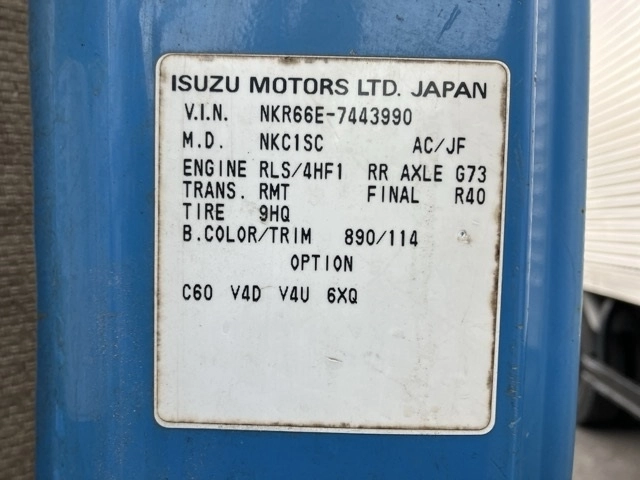 ISUZU MOTORS LTD. JAPAN
V.I.N. NKR66E-7443990
M.D. NKC1SC AC/JF
ENGINE RLS/4HF1 RR AXLE G73
TRANS. RMT FINAL R40
TIRE 9HQ
B.COLOR/TRIM 890/114
OPTION
C60 V4D V4U 6XQ